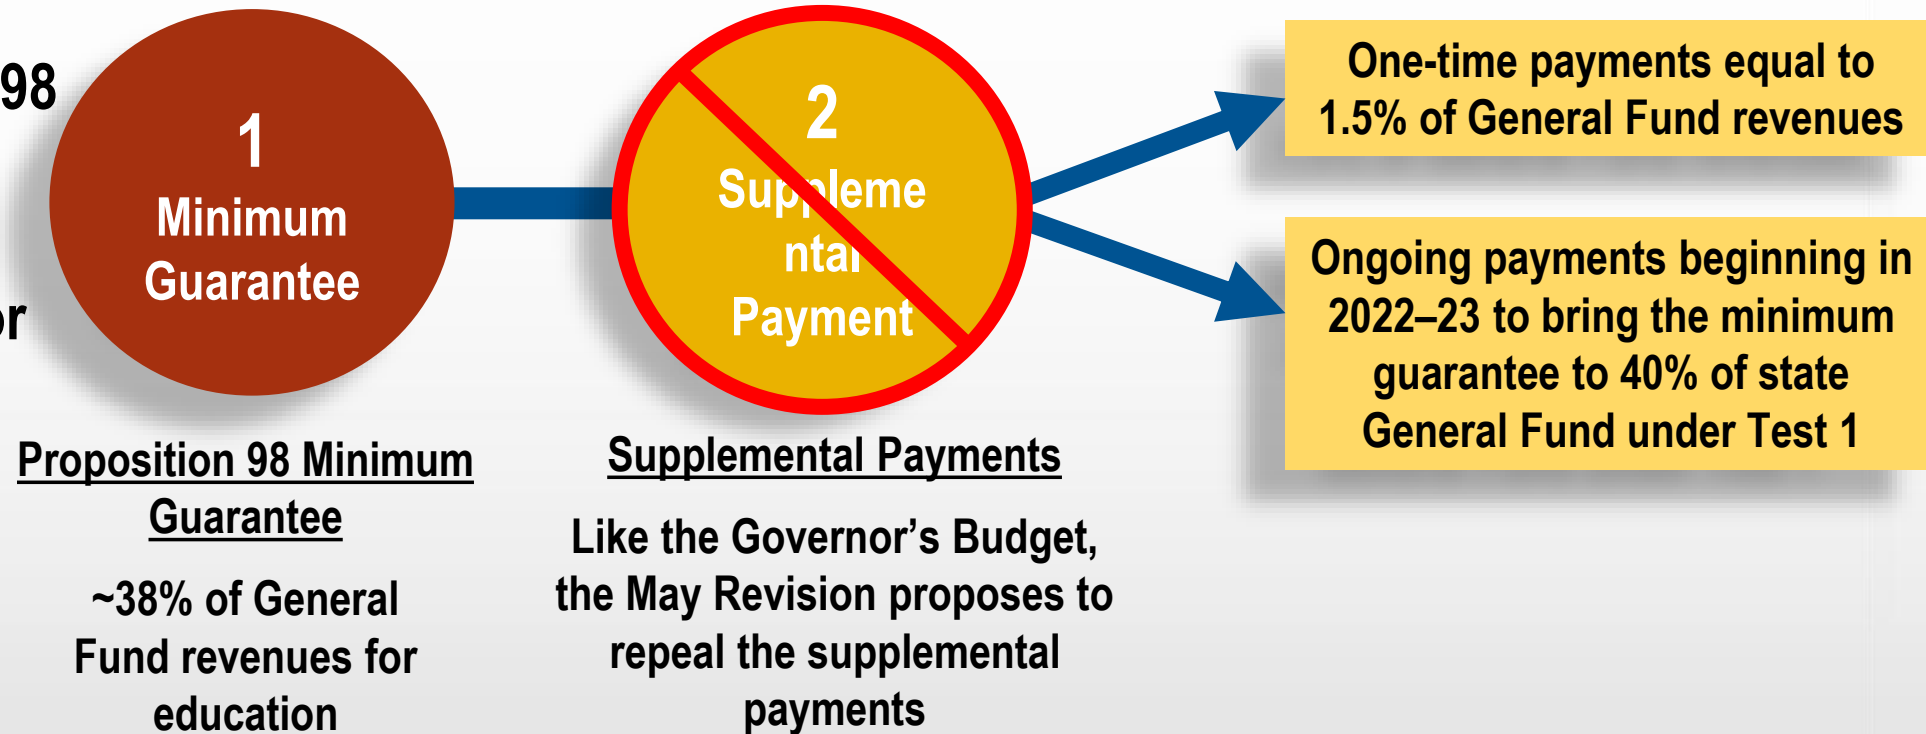 98
or
1
Minimum
Guarantee
2
Suppleme
ntal
Payment
One-time payments equal to
1.5% of General Fund revenues
Ongoing payments beginning in
2022–23 to bring the minimum
guarantee to 40% of state
General Fund under Test 1
Proposition 98 Minimum
Guarantee
~38% of General
Fund revenues for
education
Supplemental Payments
Like the Governor’s Budget,
the May Revision proposes to
repeal the supplemental
payments